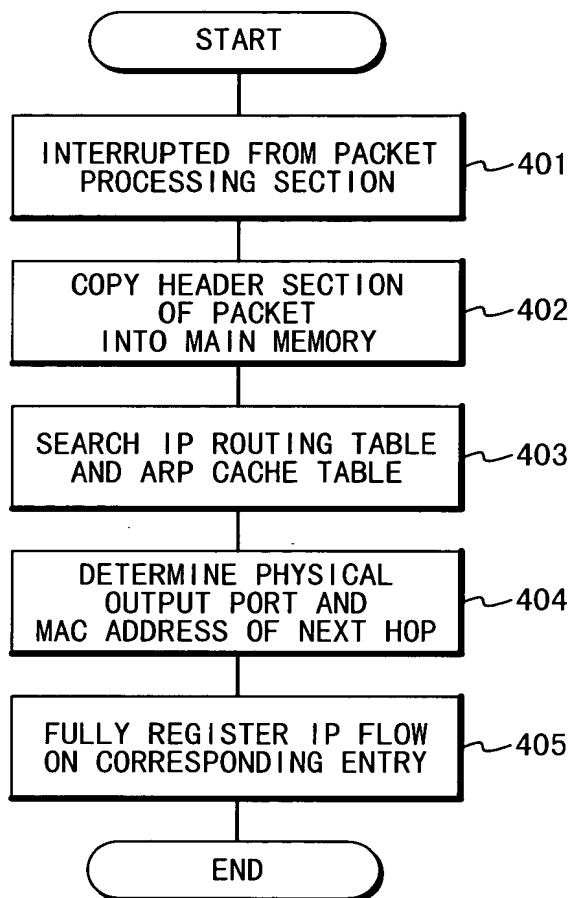 START
INTERRUPTED FROM PACKET
PROCESSING SECTION
401
COPY HEADER SECTION
OF PACKET
INTO MAIN MEMORY
402
SEARCH IP ROUTING TABLE
AND ARP CACHE TABLE
403
DETERMINE PHYSICAL
OUTPUT PORT AND
MAC ADDRESS OF NEXT HOP
404
FULLY REGISTER IP FLOW
ON CORRESPONDING ENTRY
405
END